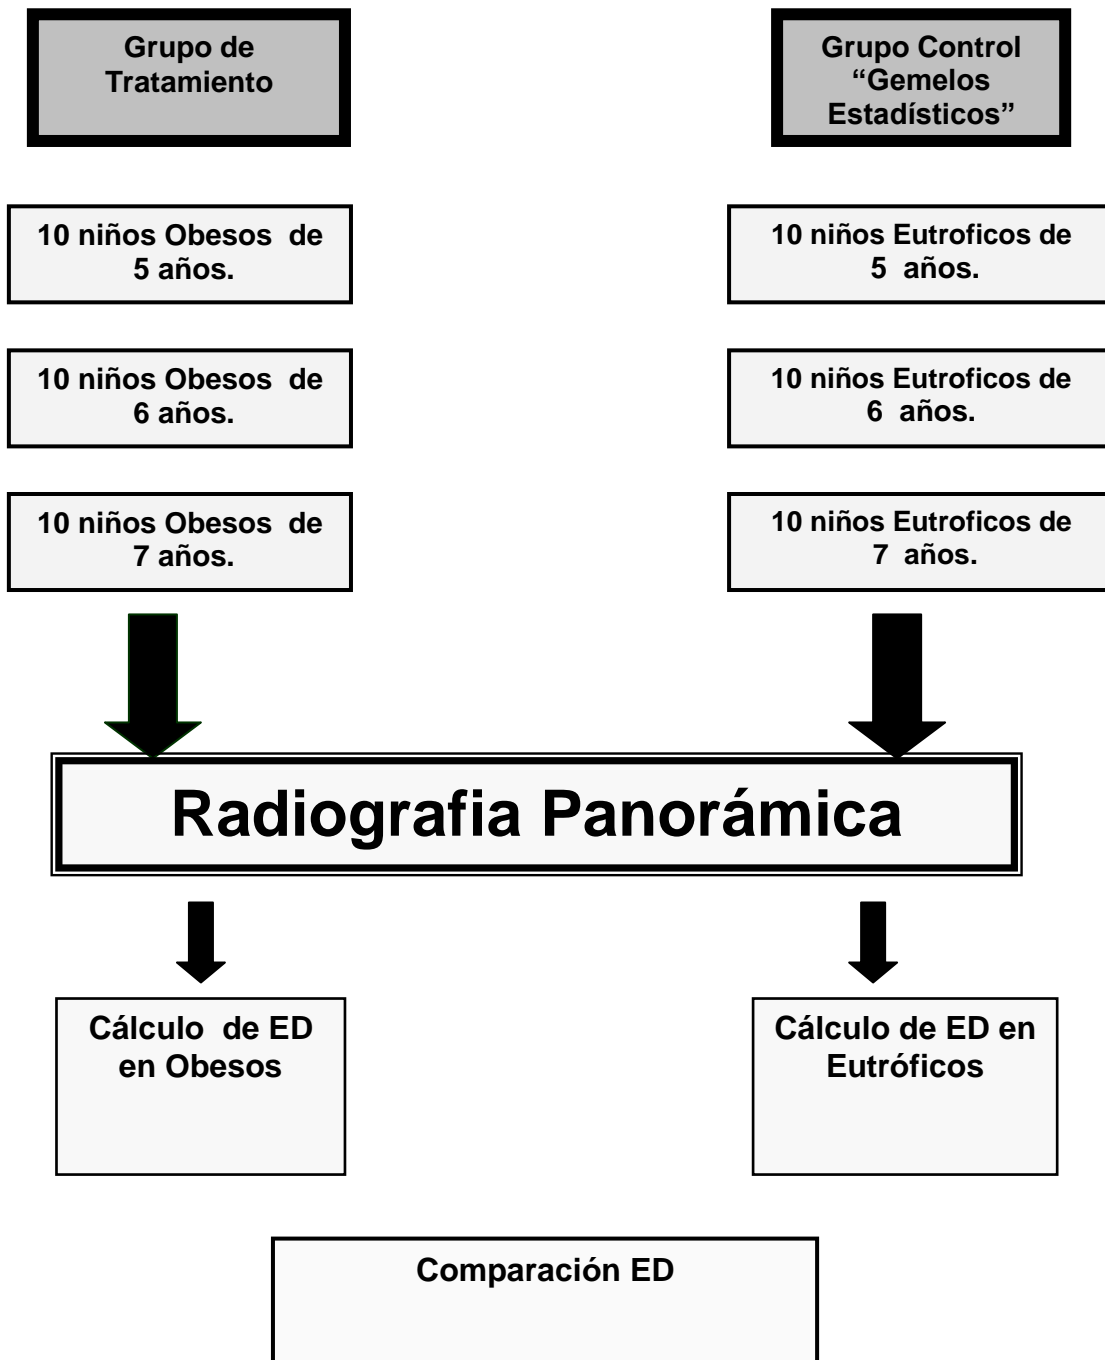 Grupo de
Tratamiento
Grupo Control
“Gemelos
Estadísticos”
10 niños Obesos de
5 años.
10 niños Eutroficos de
5 años.
10 niños Obesos de
6 años.
10 niños Eutroficos de
6 años.
10 niños Obesos de
7 años.
10 niños Eutroficos de
7 años.
Radiografia Panorámica
Cálculo de ED
en Obesos
Cálculo de ED en
Eutróficos
Comparación ED